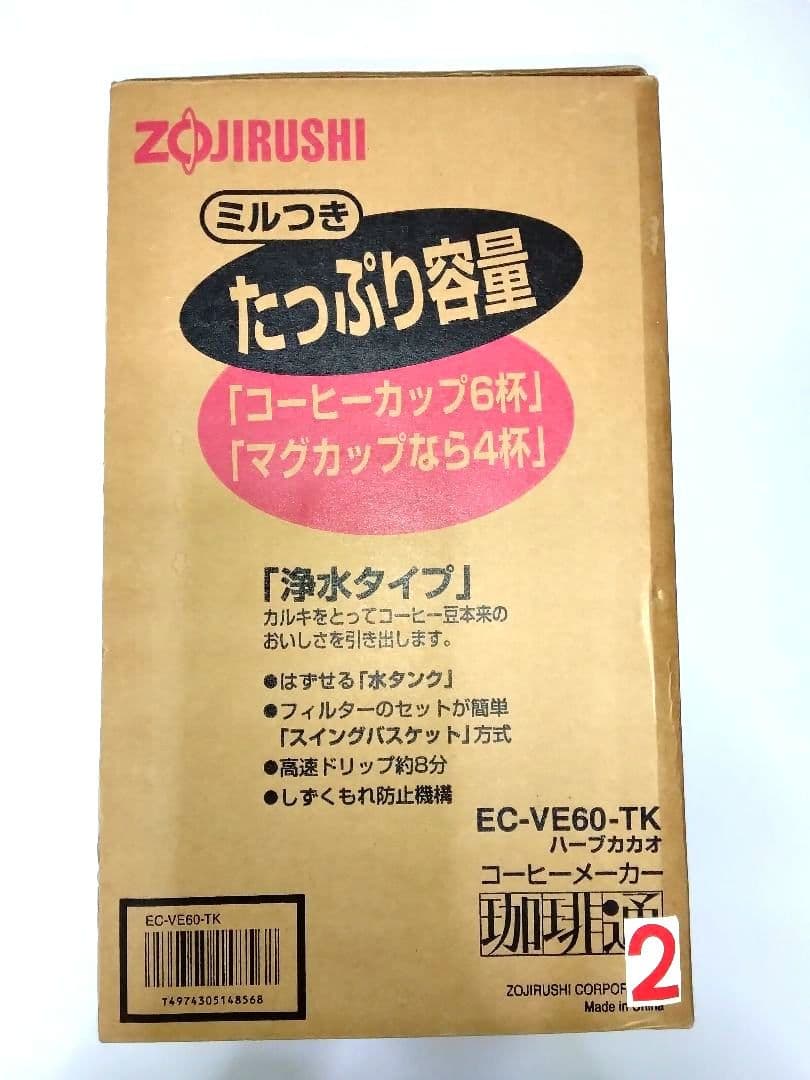 ZOJIRUSHI
ミルつき
たっぷり容量
「コーヒーカップ6杯」
「マグカップなら4杯」
「浄水タイプ」
カルキをとってコーヒー豆本来の
おいしさを引き出します。
●はずせる「水タンク」
●フィルターのセットが簡単
「スイングバスケット」方式
●高速ドリップ約8分
●しずくもれ防止機構
EC-VE60-TK
ハーブカカオ
コーヒーメーカー
珈琲通
2
EC-VE60-TK
T4974305148568
ZOJIRUSHI CORPOR
Made in China